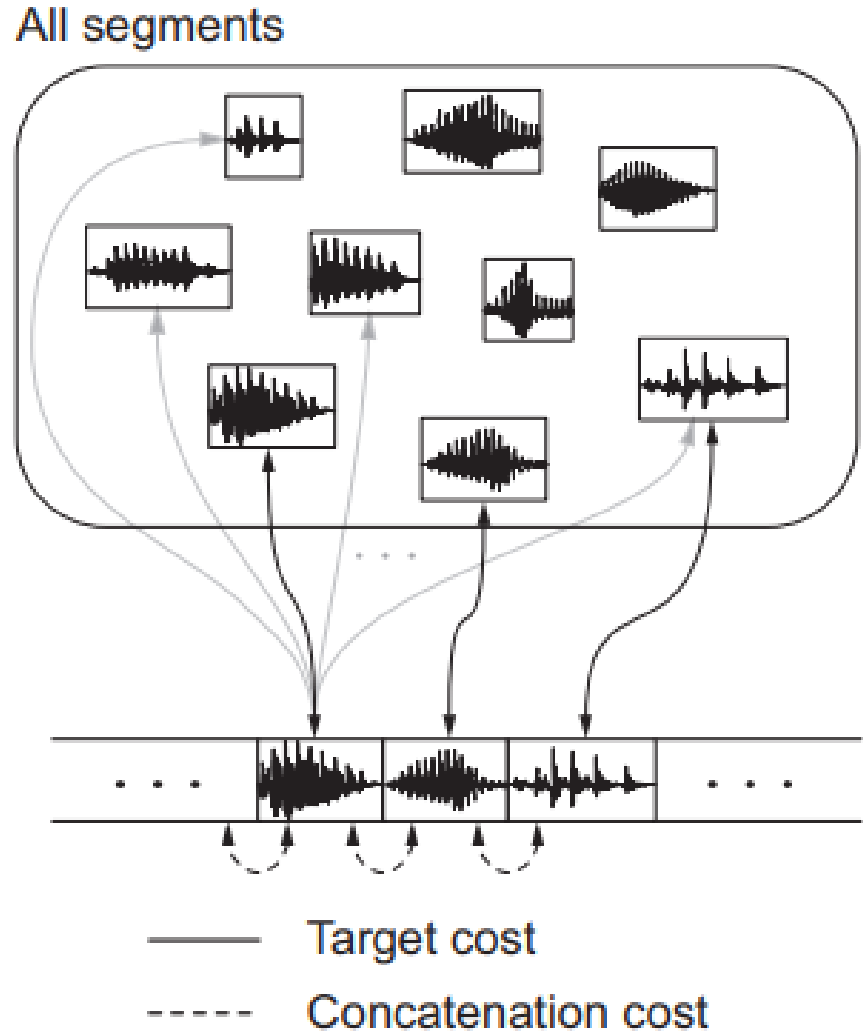 All segments
. . .
. . .
. . .
Target cost
Concatenation cost